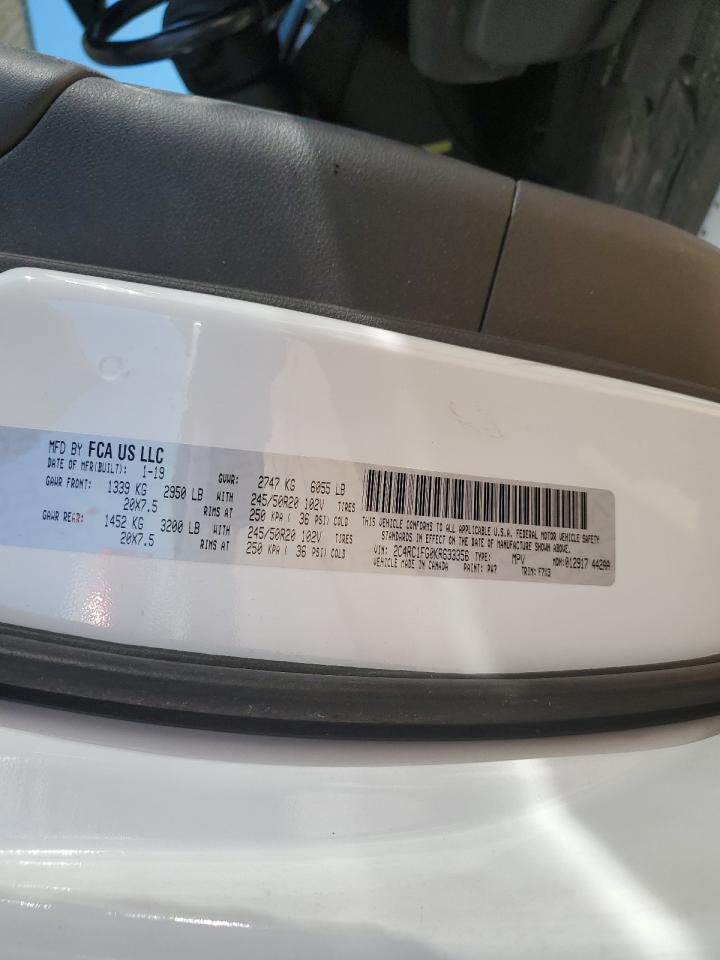 MFD BY FCA US LLC
DATE OF MFR(BUILT): 1-19 GVWR: 2747 KG 6055 LB
GAWR FRONT: 1339 KG 2950 LB WITH 245/50R20 102V TIRES
20X7.5 RIMS AT 250 KPA ( 36 PSI) COLD
GAWR REAR: 1452 KG 3200 LB WITH 245/50R20 102V TIRES
20X7.5 RIMS AT 250 KPA ( 36 PSI) COLD
THIS VEHICLE CONFORMS TO ALL APPLICABLE U.S.A. FEDERAL MOTOR VEHICLE SAFETY
STANDARDS IN EFFECT ON THE DATE OF MANUFACTURE SHOWN ABOVE.
VIN: 2C4RC1FG0KR633356 TYPE: MPV MDH:012917 442AA
VEHICLE MADE IN CANADA PAINT: PW7 TRIM: